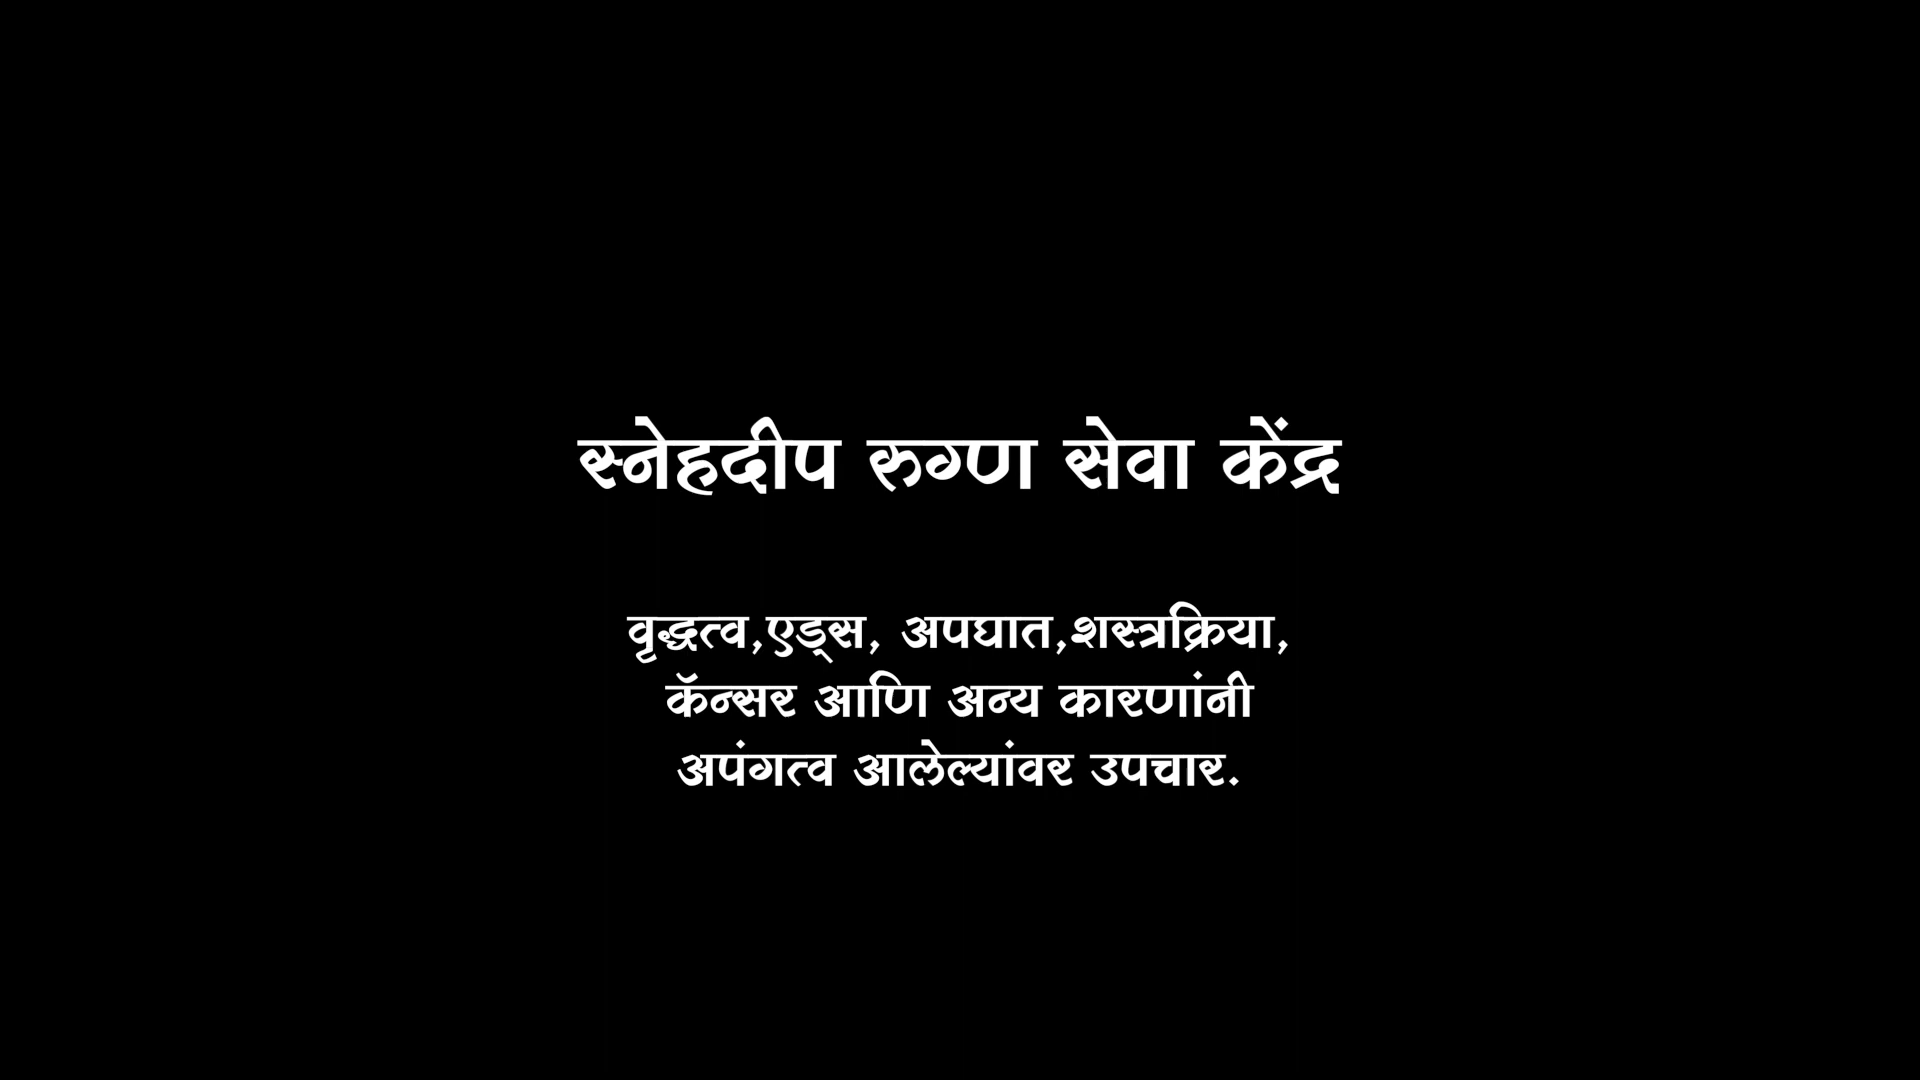 स्नेहदीप रुग्ण सेवा केंद्र
वृद्धत्व,एड्स, अपघात,शस्त्रक्रिया,
कॅन्सर आणि अन्य कारणांनी
अपंगत्व आलेल्यांवर उपचार.